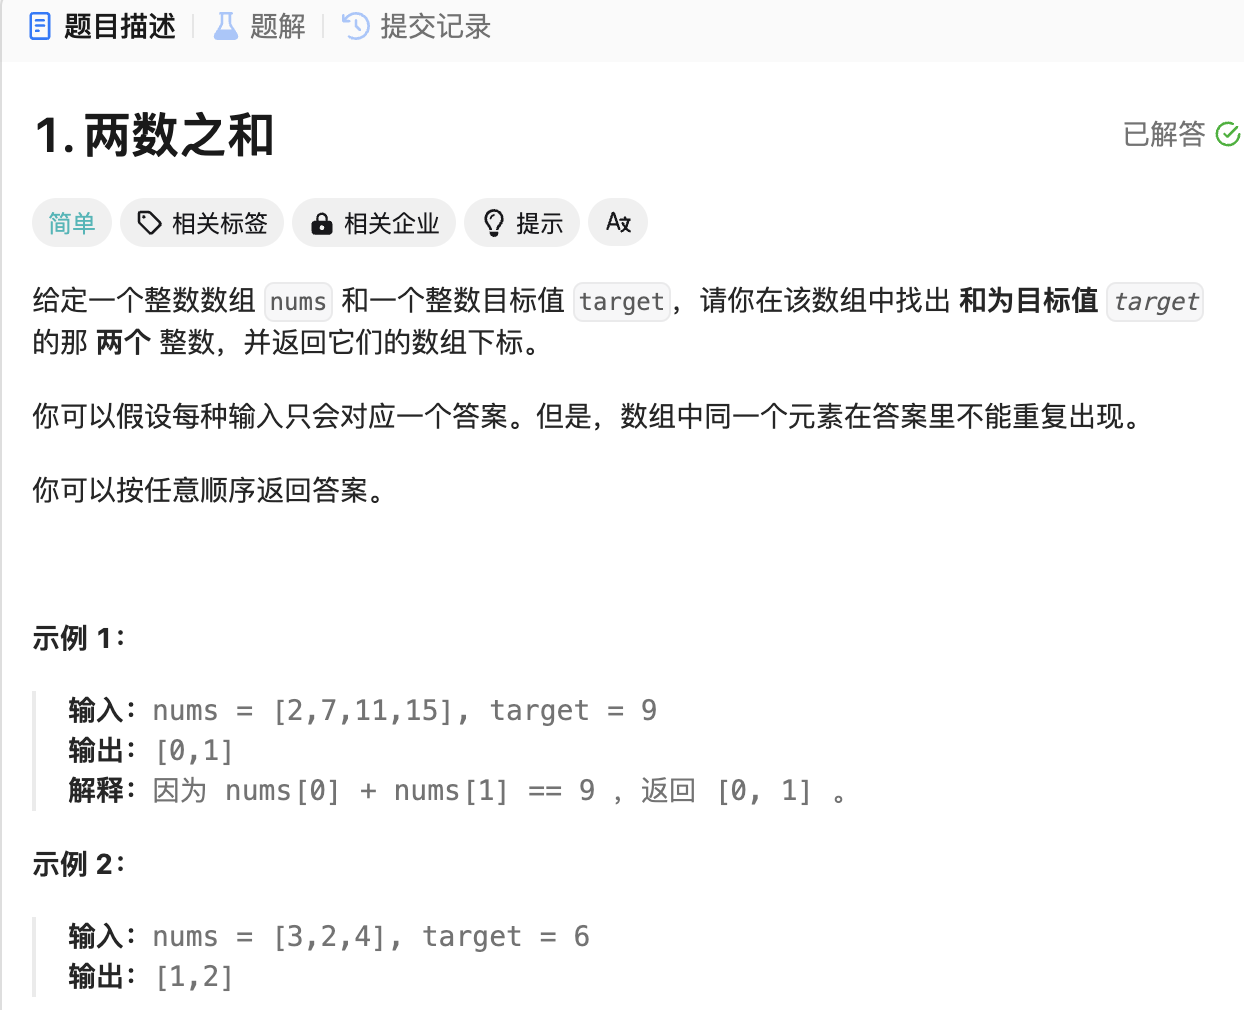 题目描述 题解 提交记录
1. 两数之和 已解答
简单 相关标签 相关企业 提示
给定一个整数数组 nums 和一个整数目标值 target，请你在该数组中找出 和为目标值 target
的那 两个 整数，并返回它们的数组下标。
你可以假设每种输入只会对应一个答案。但是，数组中同一个元素在答案里不能重复出现。
你可以按任意顺序返回答案。
示例 1：
输入：nums = [2,7,11,15], target = 9
输出：[0,1]
解释：因为 nums[0] + nums[1] == 9 ，返回 [0, 1] 。
示例 2：
输入：nums = [3,2,4], target = 6
输出：[1,2]